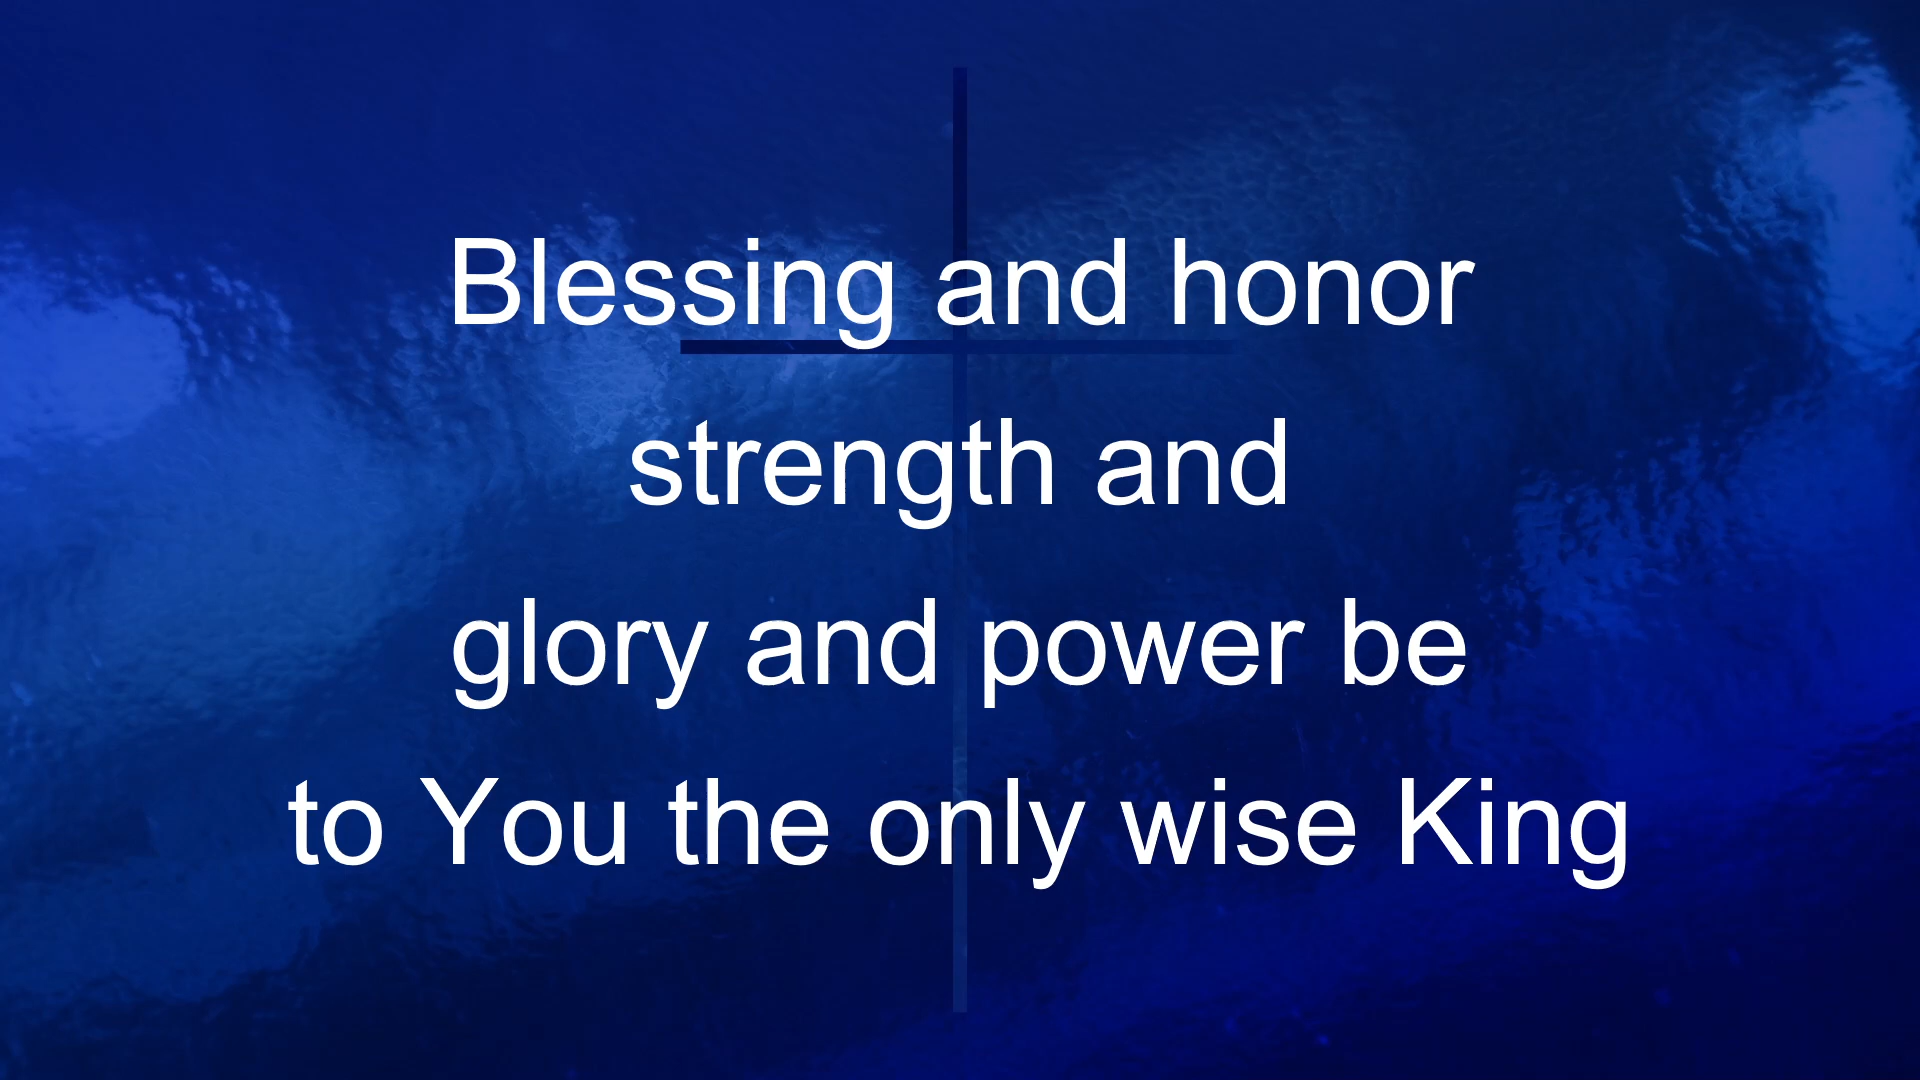 Blessing and honor
strength and
glory and power be
to You the only wise King